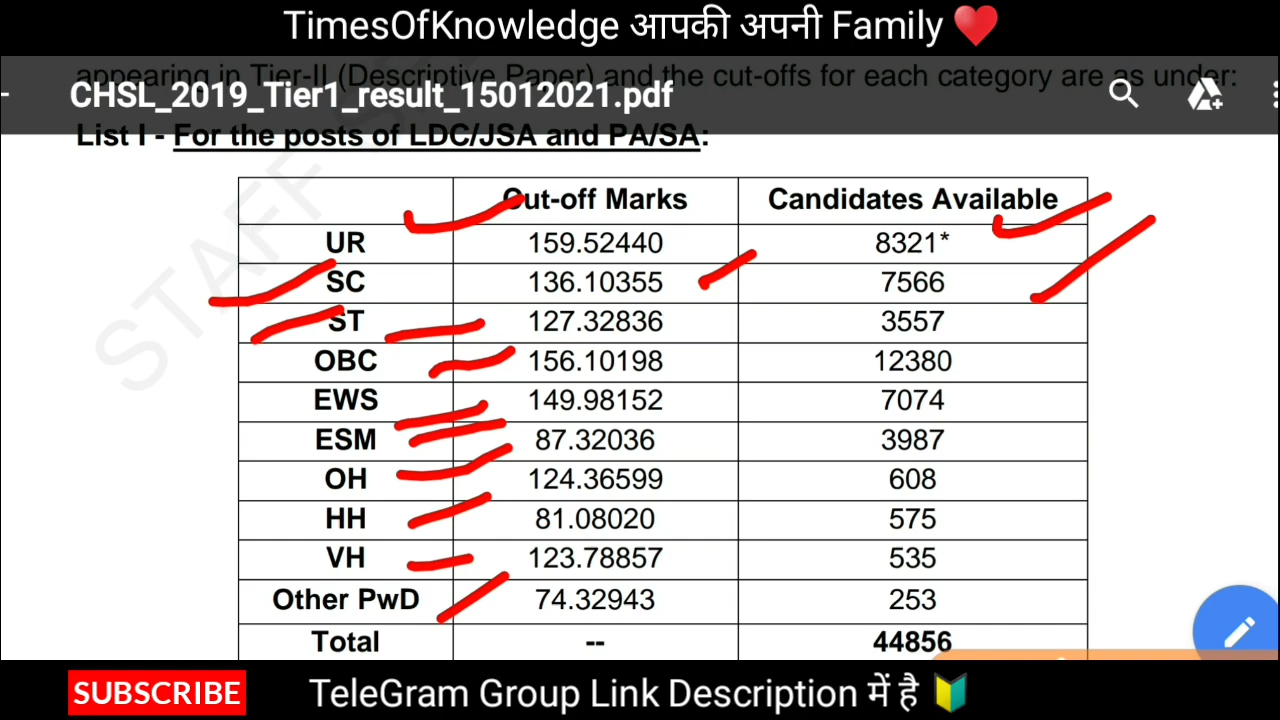 TimesOfKnowledge आपकी अपनी Family ❤️
appearing in Tier-II (Descriptive Paper) and the cut-offs for each category are as under:
CHSL_2019_Tier1_result_15012021.pdf
List I - For the posts of LDC/JSA and PA/SA:
Cut-off Marks Candidates Available
UR 159.52440 8321*
SC 136.10355 7566
ST 127.32836 3557
OBC 156.10198 12380
EWS 149.98152 7074
ESM 87.32036 3987
OH 124.36599 608
HH 81.08020 575
VH 123.78857 535
Other PwD 74.32943 253
Total -- 44856
STAFF SEL
SUBSCRIBE TeleGram Group Link Description में है 🔰